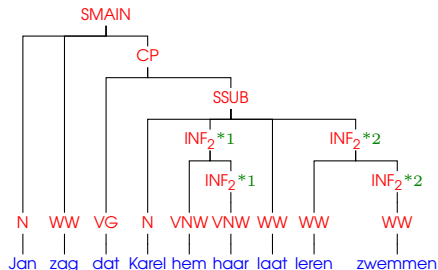 SMAIN
CP
SSUB
INF₂*1 INF₂*2
INF₂*1 INF₂*2
N WW VG N VNW VNW WW WW WW
Jan zag dat Karel hem haar laat leren zwemmen